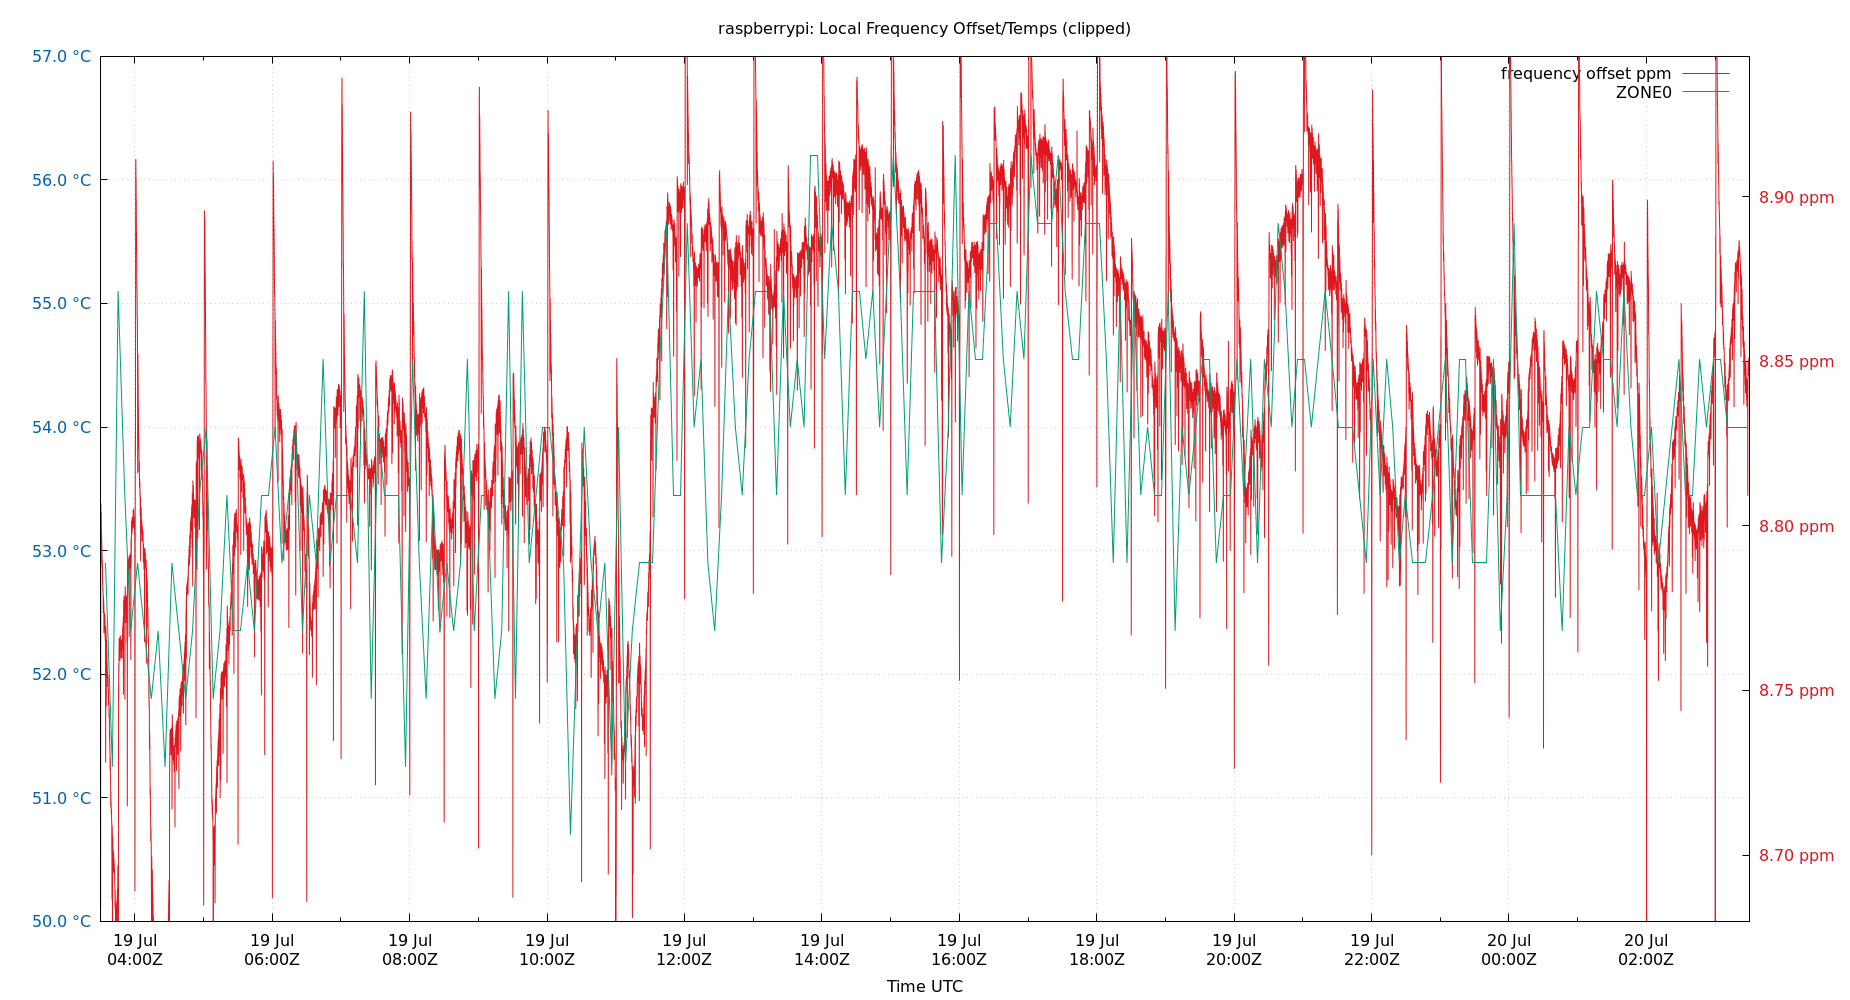 raspberrypi: Local Frequency Offset/Temps (clipped)
57.0 °C
56.0 °C
55.0 °C
54.0 °C
53.0 °C
52.0 °C
51.0 °C
50.0 °C
frequency offset ppm
ZONE0
8.90 ppm
8.85 ppm
8.80 ppm
8.75 ppm
8.70 ppm
19 Jul 19 Jul 19 Jul 19 Jul 19 Jul 19 Jul 19 Jul 19 Jul 19 Jul 19 Jul 20 Jul 20 Jul
04:00Z 06:00Z 08:00Z 10:00Z 12:00Z 14:00Z 16:00Z 18:00Z 20:00Z 22:00Z 00:00Z 02:00Z
Time UTC